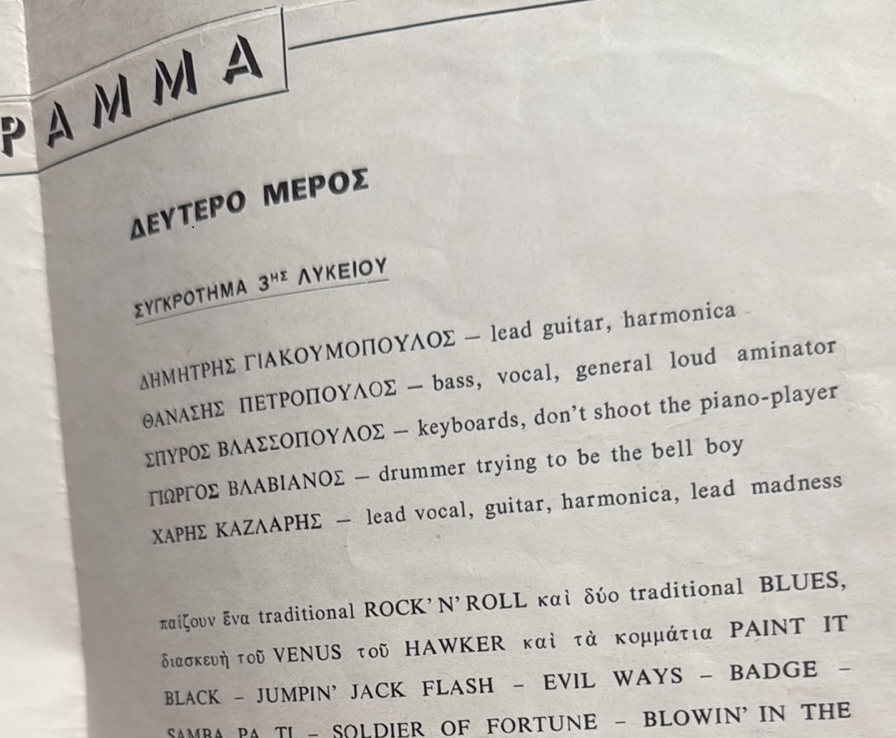 ΡΑΜΜΑ
ΔΕΥΤΕΡΟ ΜΕΡΟΣ
ΣΥΓΚΡΟΤΗΜΑ 3ΗΣ ΛΥΚΕΙΟΥ
ΔΗΜΗΤΡΗΣ ΓΙΑΚΟΥΜΟΠΟΥΛΟΣ – lead guitar, harmonica
ΘΑΝΑΣΗΣ ΠΕΤΡΟΠΟΥΛΟΣ – bass, vocal, general loud aminator
ΣΠΥΡΟΣ ΒΛΑΣΣΟΠΟΥΛΟΣ – keyboards, don't shoot the piano-player
ΓΙΩΡΓΟΣ ΒΛΑΒΙΑΝΟΣ – drummer trying to be the bell boy
ΧΑΡΗΣ ΚΑΖΛΑΡΗΣ – lead vocal, guitar, harmonica, lead madness
παίζουν ἕνα traditional ROCK' N' ROLL καὶ δύο traditional BLUES,
διασκευὴ τοῦ VENUS τοῦ HAWKER καὶ τὰ κομμάτια PAINT IT
BLACK – JUMPIN' JACK FLASH – EVIL WAYS – BADGE –
SAMBA PA TI – SOLDIER OF FORTUNE – BLOWIN' IN THE